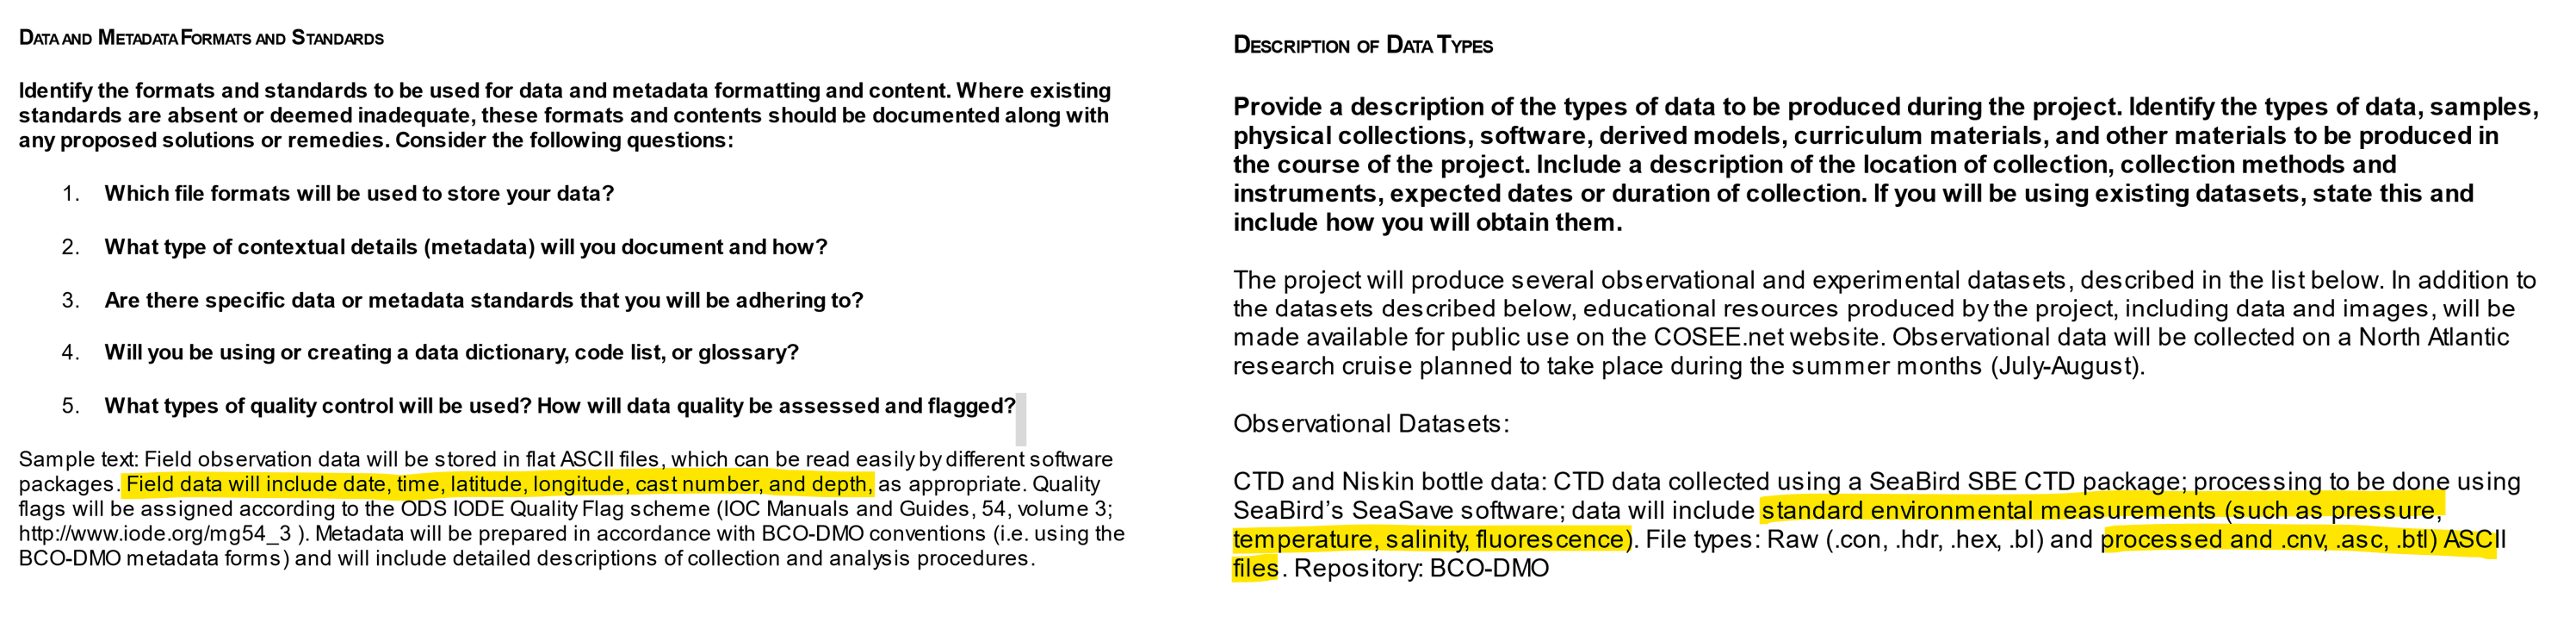 DATA AND METADATA FORMATS AND STANDARDS
Identify the formats and standards to be used for data and metadata formatting and content. Where existing
standards are absent or deemed inadequate, these formats and contents should be documented along with
any proposed solutions or remedies. Consider the following questions:
1. Which file formats will be used to store your data?
2. What type of contextual details (metadata) will you document and how?
3. Are there specific data or metadata standards that you will be adhering to?
4. Will you be using or creating a data dictionary, code list, or glossary?
5. What types of quality control will be used? How will data quality be assessed and flagged?
Sample text: Field observation data will be stored in flat ASCII files, which can be read easily by different software
packages. Field data will include date, time, latitude, longitude, cast number, and depth, as appropriate. Quality
flags will be assigned according to the ODS IODE Quality Flag scheme (IOC Manuals and Guides, 54, volume 3;
http://www.iode.org/mg54_3 ). Metadata will be prepared in accordance with BCO-DMO conventions (i.e. using the
BCO-DMO metadata forms) and will include detailed descriptions of collection and analysis procedures.
DESCRIPTION OF DATA TYPES
Provide a description of the types of data to be produced during the project. Identify the types of data, samples,
physical collections, software, derived models, curriculum materials, and other materials to be produced in
the course of the project. Include a description of the location of collection, collection methods and
instruments, expected dates or duration of collection. If you will be using existing datasets, state this and
include how you will obtain them.
The project will produce several observational and experimental datasets, described in the list below. In addition to
the datasets described below, educational resources produced by the project, including data and images, will be
made available for public use on the COSEE.net website. Observational data will be collected on a North Atlantic
research cruise planned to take place during the summer months (July-August).
Observational Datasets:
CTD and Niskin bottle data: CTD data collected using a SeaBird SBE CTD package; processing to be done using
SeaBird’s SeaSave software; data will include standard environmental measurements (such as pressure,
temperature, salinity, fluorescence). File types: Raw (.con, .hdr, .hex, .bl) and processed and .cnv, .asc, .btl) ASCII
files. Repository: BCO-DMO